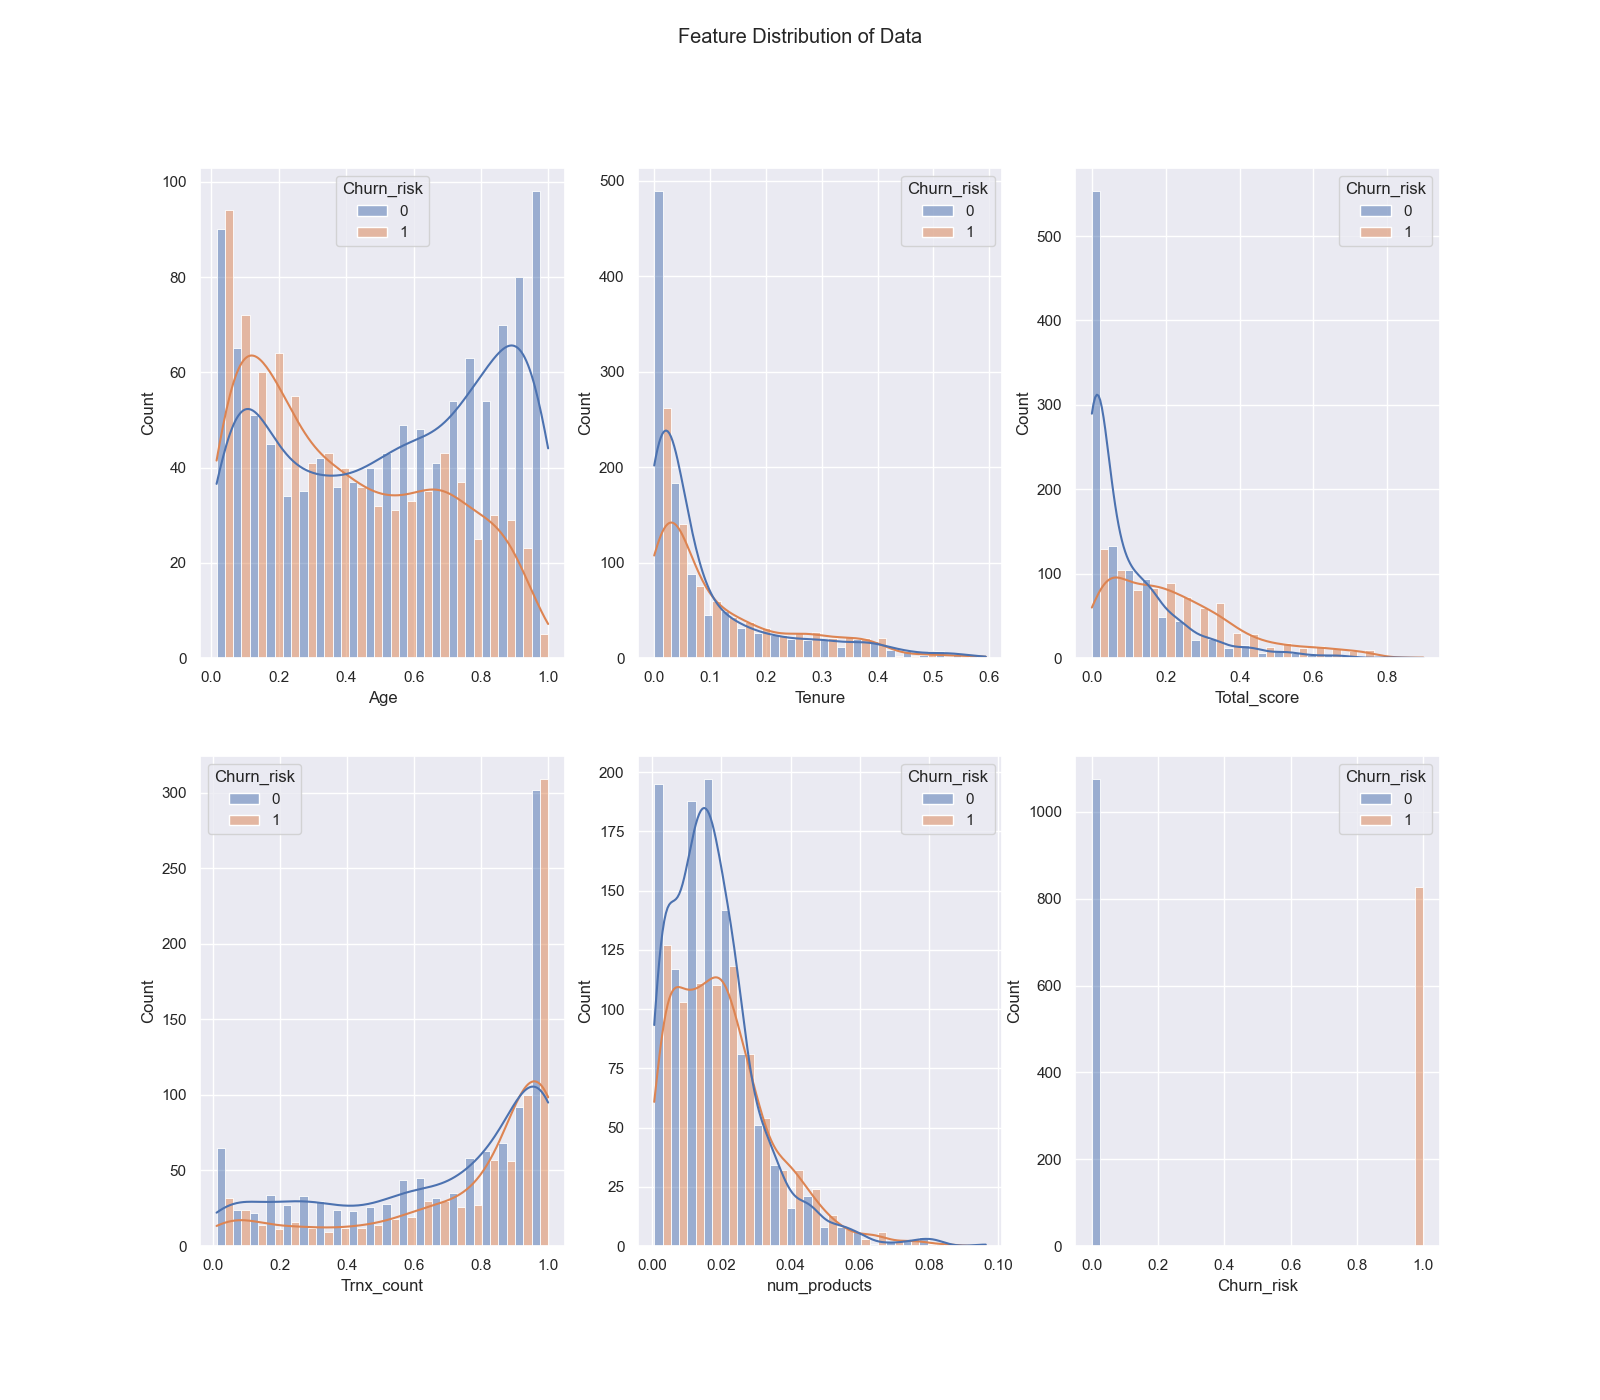 Feature Distribution of Data
Churn_risk
0
1
100
80
60
40
20
0
Count
0.0 0.2 0.4 0.6 0.8 1.0
Age
Churn_risk
0
1
500
400
300
200
100
0
Count
0.0 0.1 0.2 0.3 0.4 0.5 0.6
Tenure
Churn_risk
0
1
500
400
300
200
100
0
Count
0.0 0.2 0.4 0.6 0.8
Total_score
Churn_risk
0
1
300
250
200
150
100
50
0
Count
0.0 0.2 0.4 0.6 0.8 1.0
Trnx_count
Churn_risk
0
1
200
175
150
125
100
75
50
25
0
Count
0.00 0.02 0.04 0.06 0.08 0.10
num_products
Churn_risk
0
1
1000
800
600
400
200
0
Count
0.0 0.2 0.4 0.6 0.8 1.0
Churn_risk